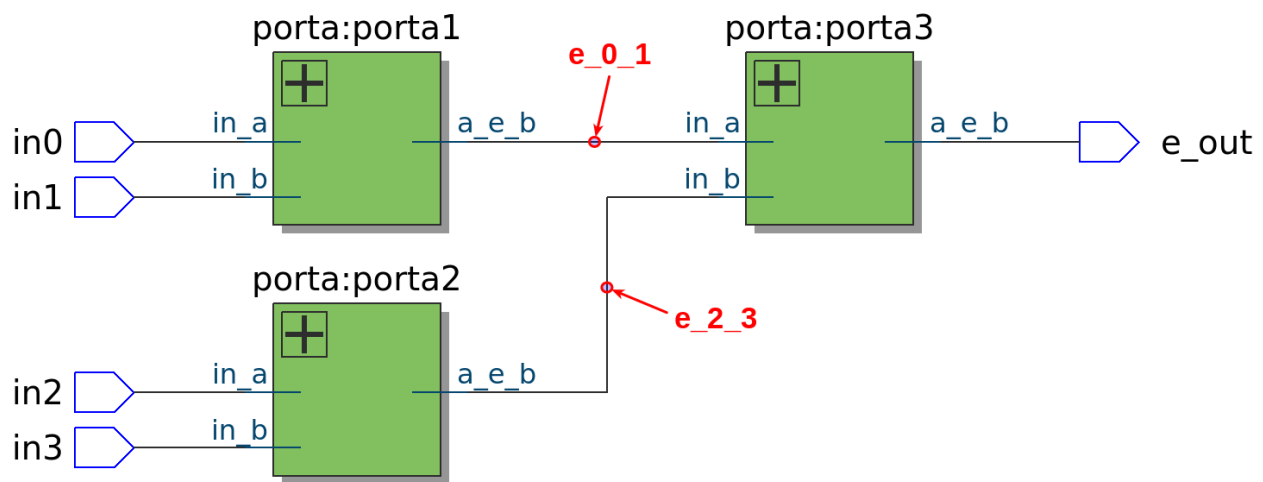 porta:porta1
porta:porta3
e_0_1
in0
in_a
a_e_b
in_a
a_e_b
e_out
in1
in_b
in_b
porta:porta2
e_2_3
in2
in_a
a_e_b
in3
in_b